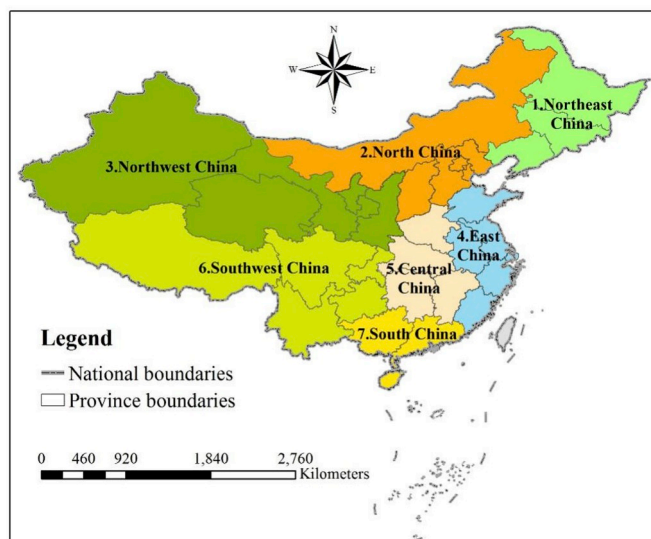 N
W E
S
1.Northeast
China
2.North China
3.Northwest China
4.East
China
5.Central
China
6.Southwest China
7.South China
Legend
National boundaries
Province boundaries
0 460 920 1,840 2,760
Kilometers